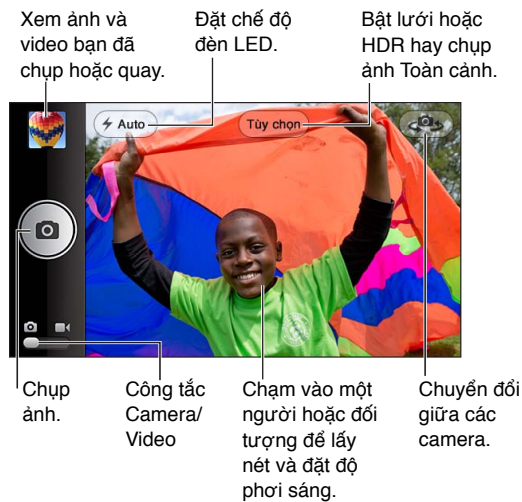 Xem ảnh và
video bạn đã
chụp hoặc quay.
Đặt chế độ
đèn LED.
Bật lưới hoặc
HDR hay chụp
ảnh Toàn cảnh.
Auto
Tùy chọn
Chụp
ảnh.
Công tắc
Camera/
Video
Chạm vào một
người hoặc đối
tượng để lấy
nét và đặt độ
phơi sáng.
Chuyển đổi
giữa các
camera.